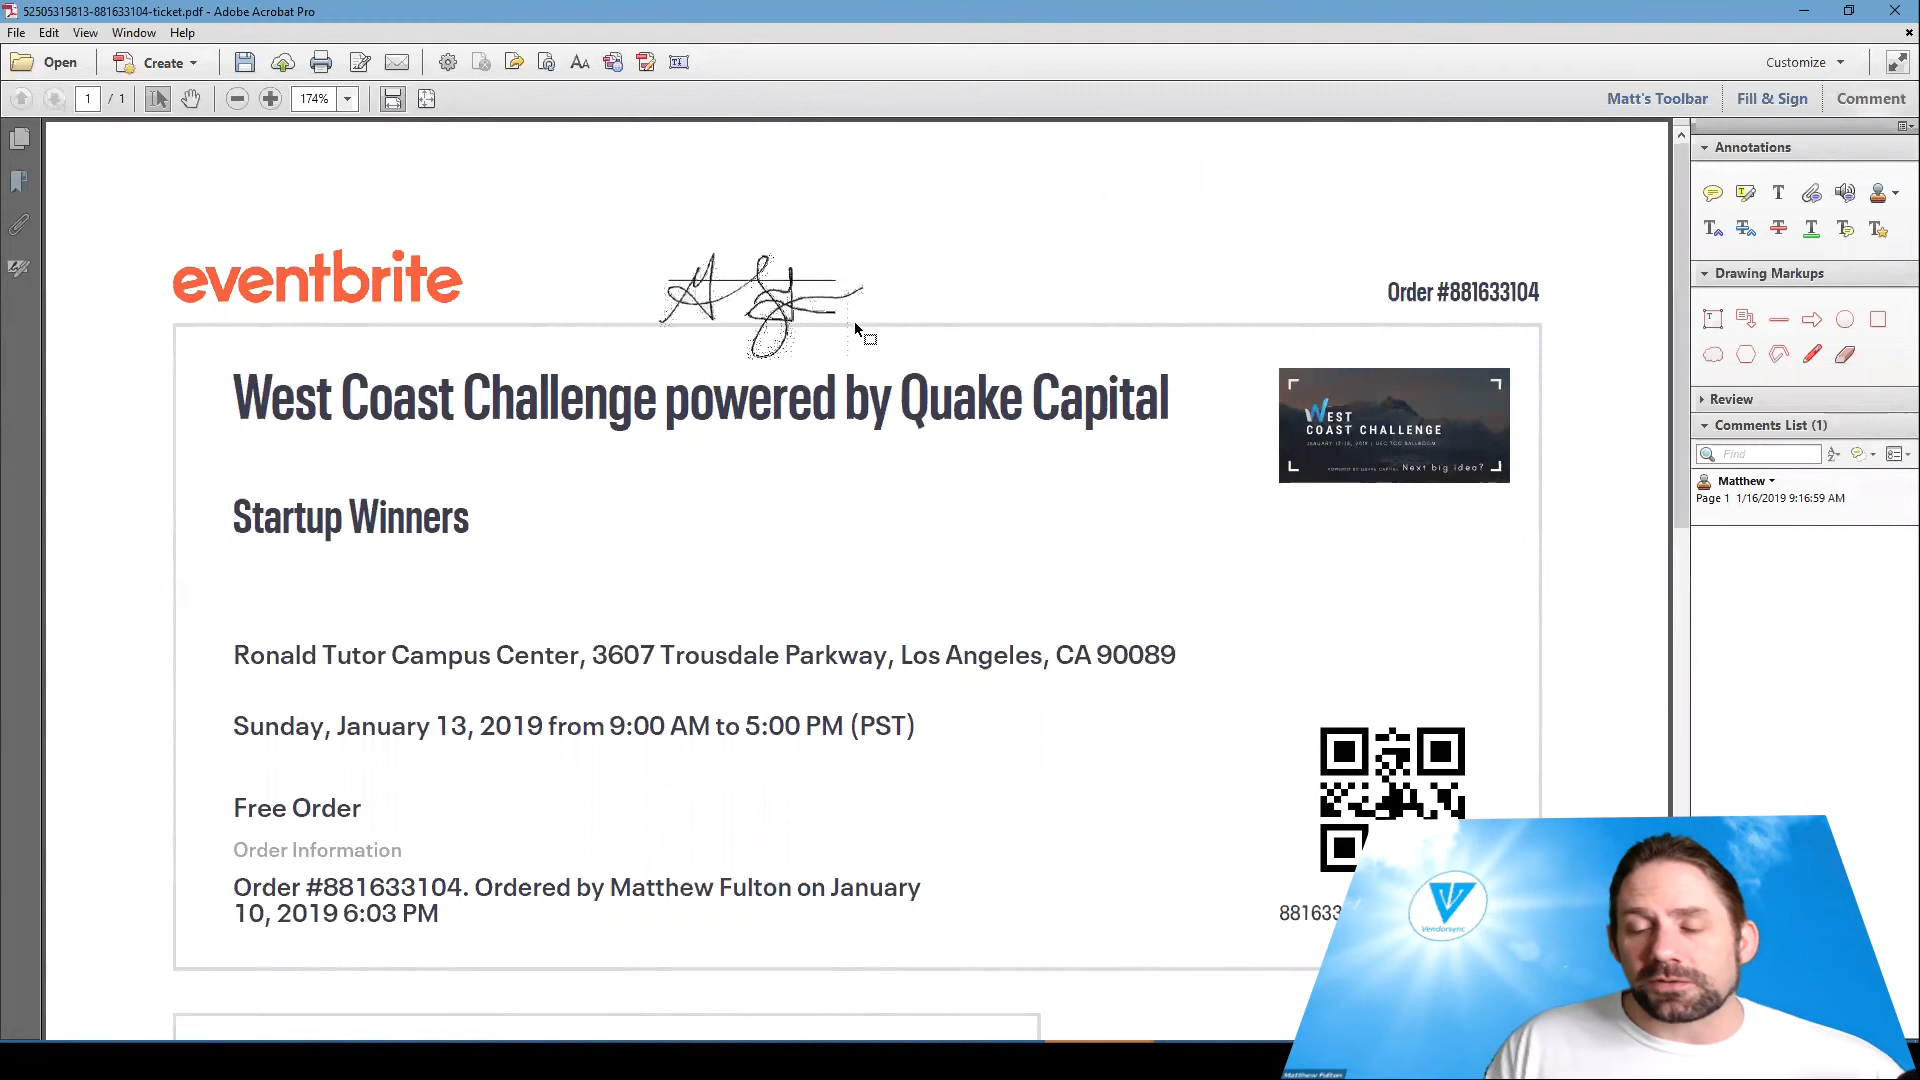 52505315813-881633104-ticket.pdf - Adobe Acrobat Pro
File Edit View Window Help
Open Create Customize
1 / 1 174% Matt's Toolbar Fill & Sign Comment
Annotations
Drawing Markups
Review
Comments List (1)
Find
Matthew
Page 1 1/16/2019 9:16:59 AM
eventbrite
Order #881633104
West Coast Challenge powered by Quake Capital
WEST
COAST CHALLENGE
Next big idea?
Startup Winners
Ronald Tutor Campus Center, 3607 Trousdale Parkway, Los Angeles, CA 90089
Sunday, January 13, 2019 from 9:00 AM to 5:00 PM (PST)
Free Order
Order Information
Order #881633104. Ordered by Matthew Fulton on January
10, 2019 6:03 PM
881633
Vendorsync
Matthew Fulton